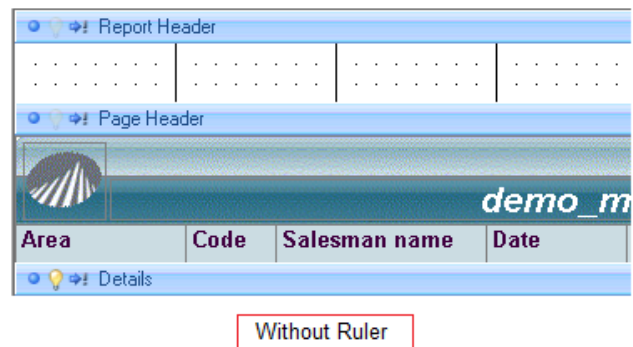 Report Header
Page Header
demo_m
Area Code Salesman name Date
Details
Without Ruler